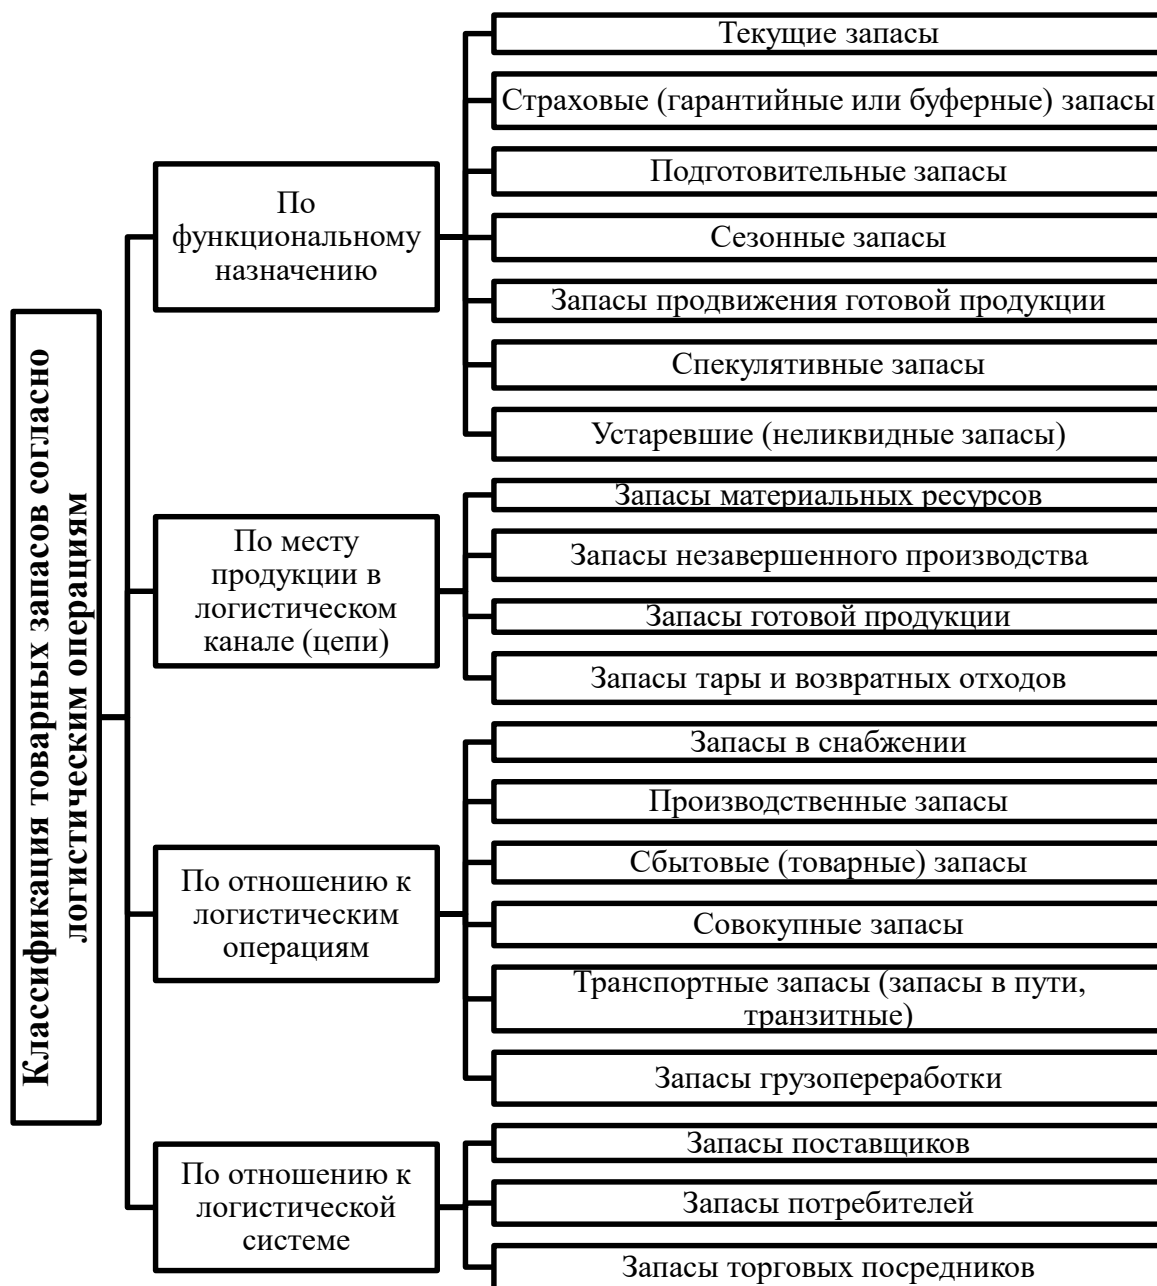 Классификация товарных запасов согласно
логистическим операциям
По
функциональному
назначению
Текущие запасы
Страховые (гарантийные или буферные) запасы
Подготовительные запасы
Сезонные запасы
Запасы продвижения готовой продукции
Спекулятивные запасы
Устаревшие (неликвидные запасы)
По месту
продукции в
логистическом
канале (цепи)
Запасы материальных ресурсов
Запасы незавершенного производства
Запасы готовой продукции
Запасы тары и возвратных отходов
По отношению к
логистическим
операциям
Запасы в снабжении
Производственные запасы
Сбытовые (товарные) запасы
Совокупные запасы
Транспортные запасы (запасы в пути,
транзитные)
Запасы грузопереработки
По отношению к
логистической
системе
Запасы поставщиков
Запасы потребителей
Запасы торговых посредников